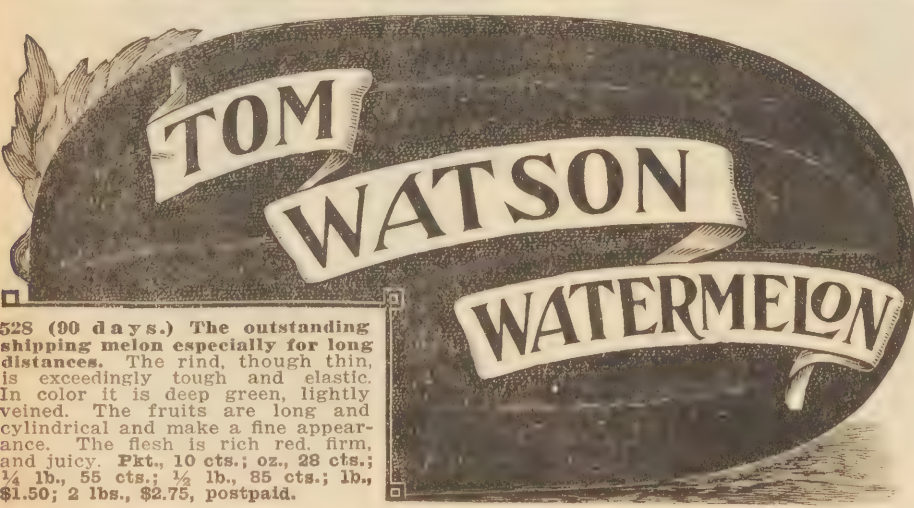 TOM
WATSON
WATERMELON
528 (90 days.) The outstanding
shipping melon especially for long
distances. The rind, though thin,
is exceedingly tough and elastic.
In color it is deep green, lightly
veined. The fruits are long and
cylindrical and make a fine appear-
ance. The flesh is rich red, firm,
and juicy. Pkt., 10 cts.; oz., 28 cts.;
¼ lb., 55 cts.; ½ lb., 85 cts.; lb.,
$1.50; 2 lbs., $2.75, postpaid.